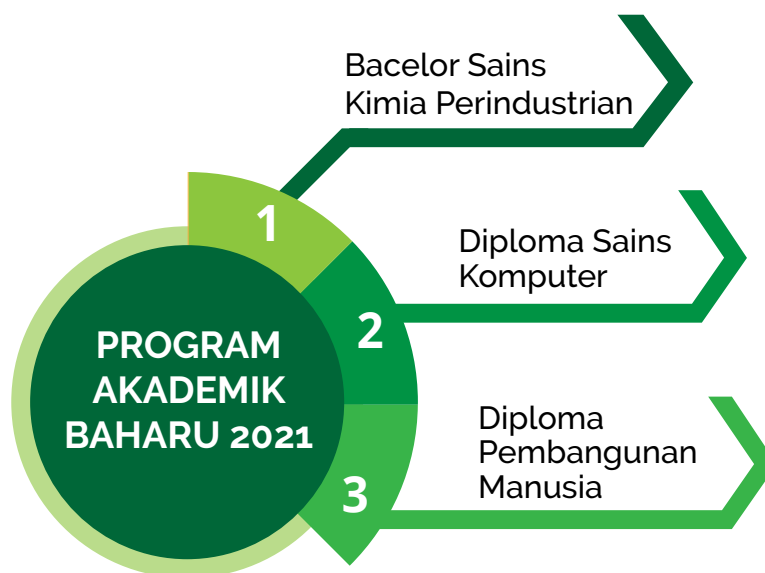 PROGRAM
AKADEMIK
BAHARU 2021
1
Bacelor Sains
Kimia Perindustrian
2
Diploma Sains
Komputer
3
Diploma
Pembangunan
Manusia